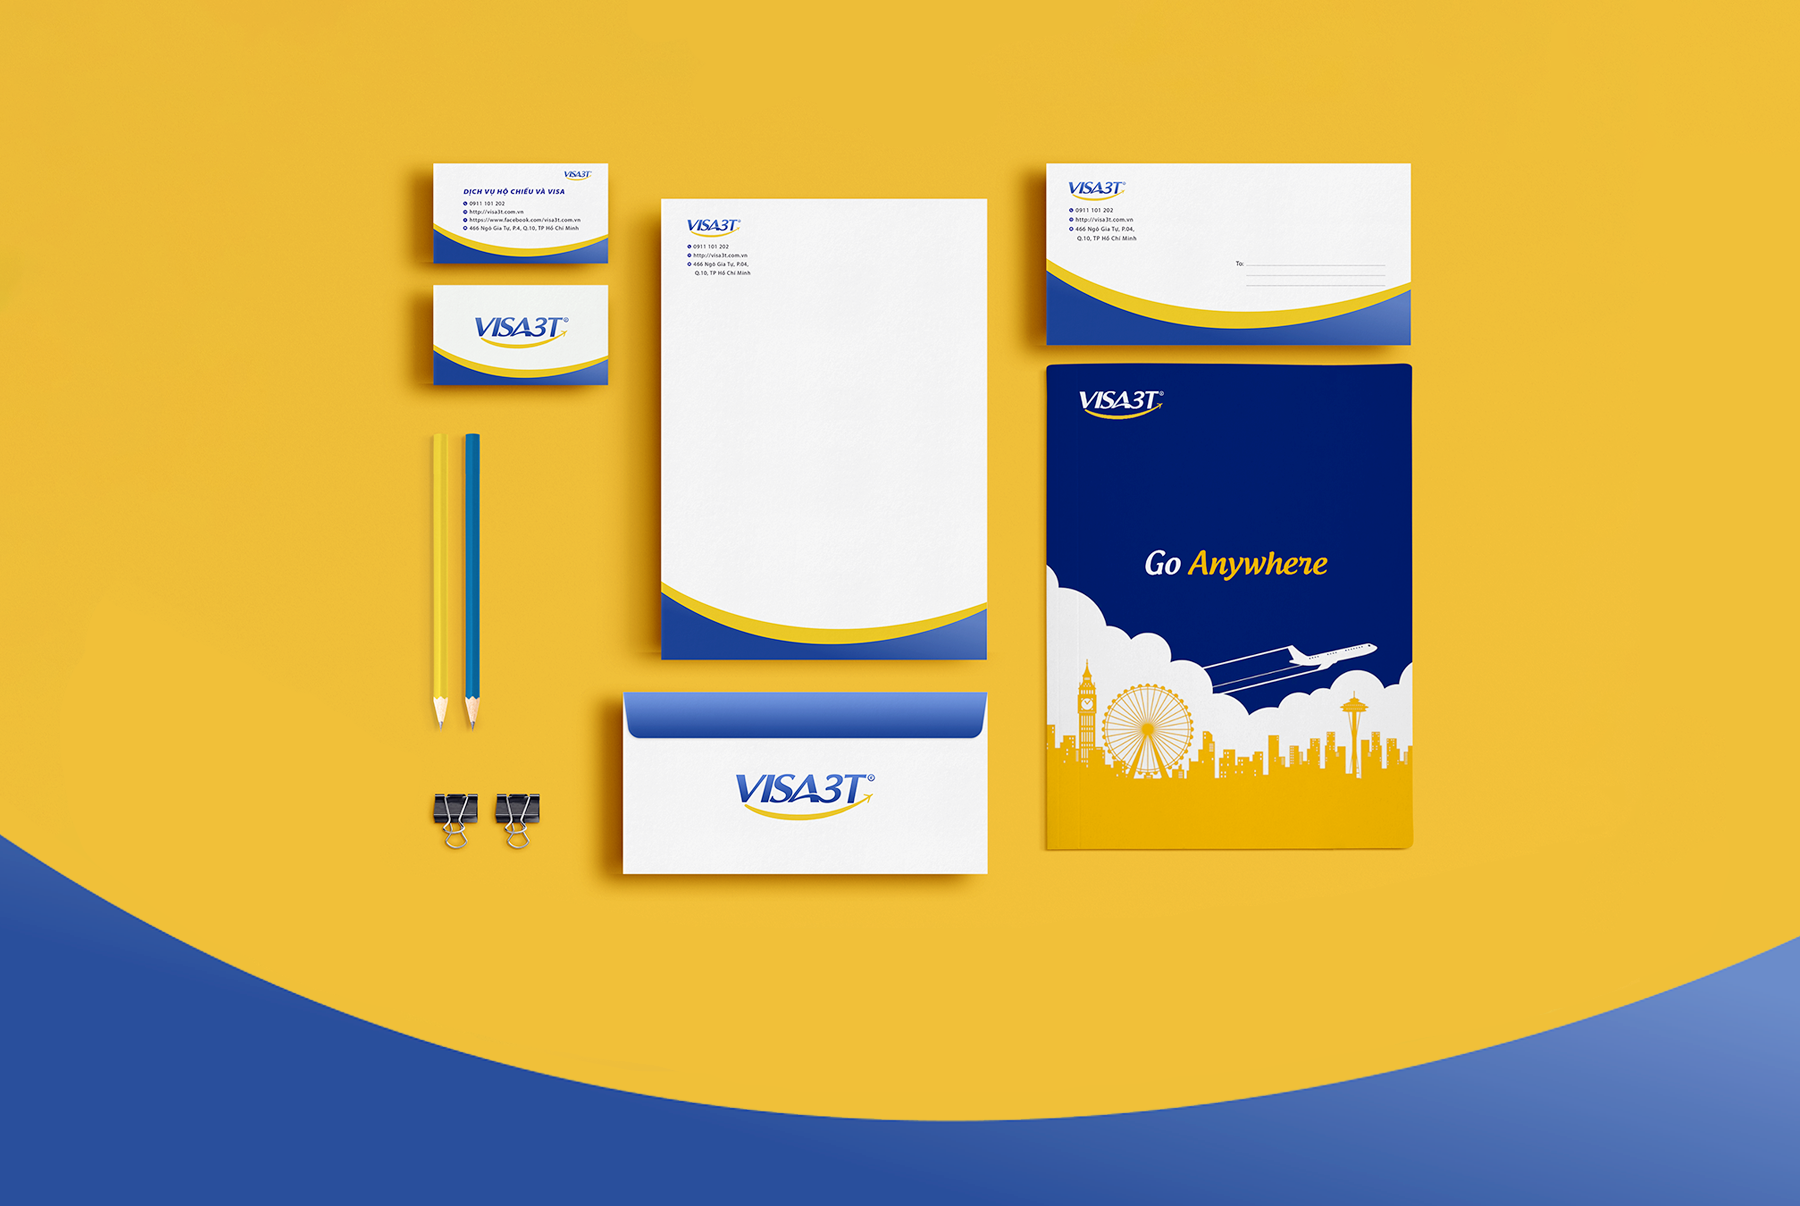 VISA3T
DỊCH VỤ HỘ CHIẾU VÀ VISA
0911 101 202
http://visa3t.com.vn
https://www.facebook.com/visa3t.com.vn
466 Ngô Gia Tự, P.4, Q.10, TP Hồ Chí Minh
VISA3T®
VISA3T®
0911 101 202
http://visa3t.com.vn
466 Ngô Gia Tự, P.04,
Q.10, TP Hồ Chí Minh
VISA3T®
VISA3T®
0911 101 202
http://visa3t.com.vn
466 Ngô Gia Tự, P.04,
Q.10, TP Hồ Chí Minh
To:
VISA3T®
Go Anywhere